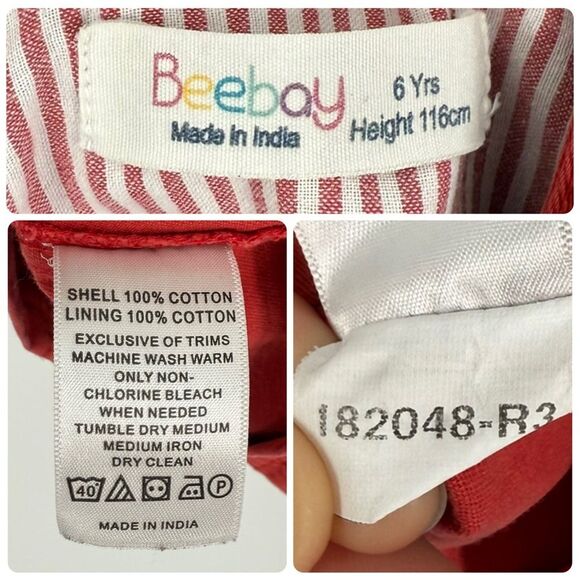 Beebay
Made in India
6 Yrs
Height 116cm
SHELL 100% COTTON
LINING 100% COTTON
EXCLUSIVE OF TRIMS
MACHINE WASH WARM
ONLY NON-
CHLORINE BLEACH
WHEN NEEDED
TUMBLE DRY MEDIUM
MEDIUM IRON
DRY CLEAN
40 P
MADE IN INDIA
182048-R3